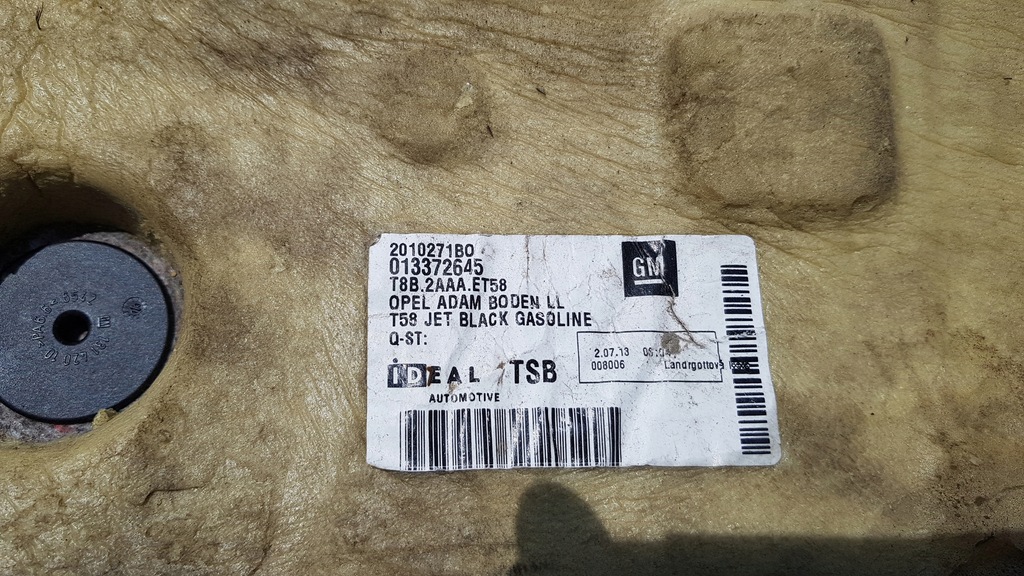 2010271BO
013372645
T8B.2AAA.ET58
OPEL ADAM BODEN LL
T58 JET BLACK GASOLINE
Q-ST:
GM
2.07.13
008006
IDEAL TSB
AUTOMOTIVE